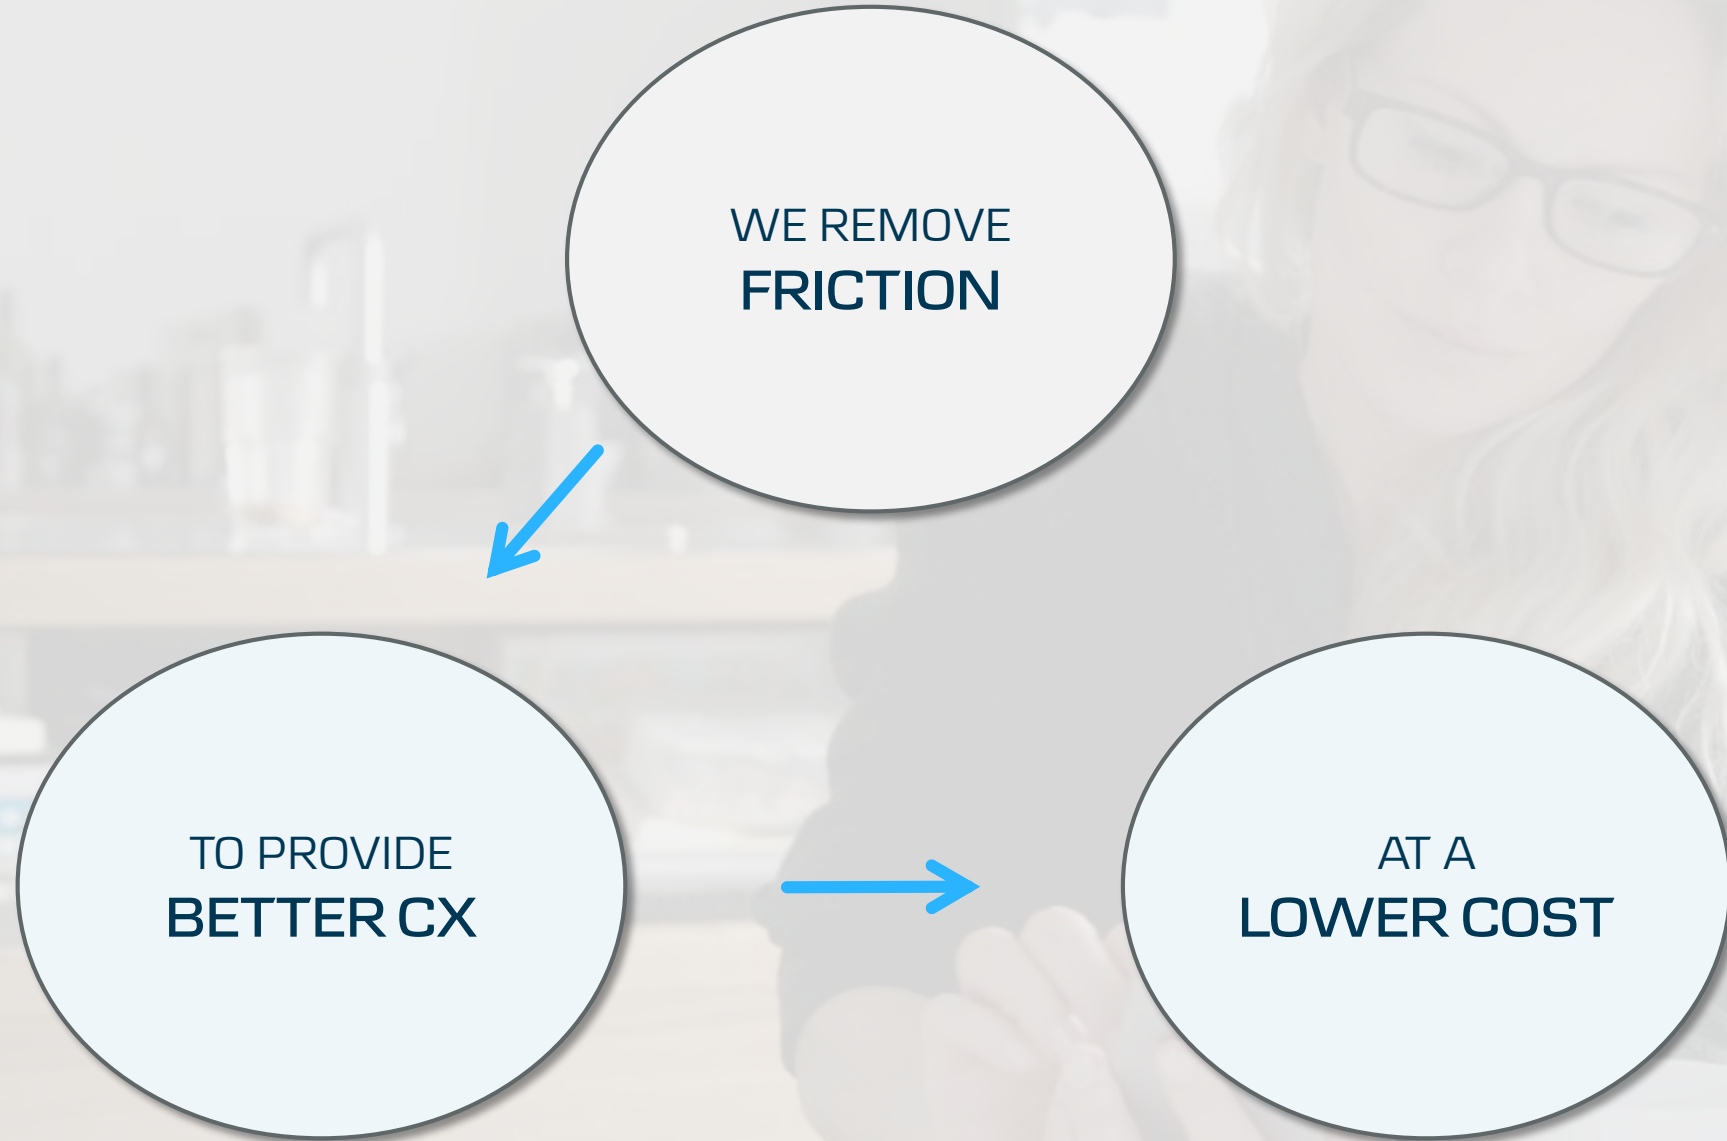 WE REMOVE
FRICTION
TO PROVIDE
BETTER CX
AT A
LOWER COST